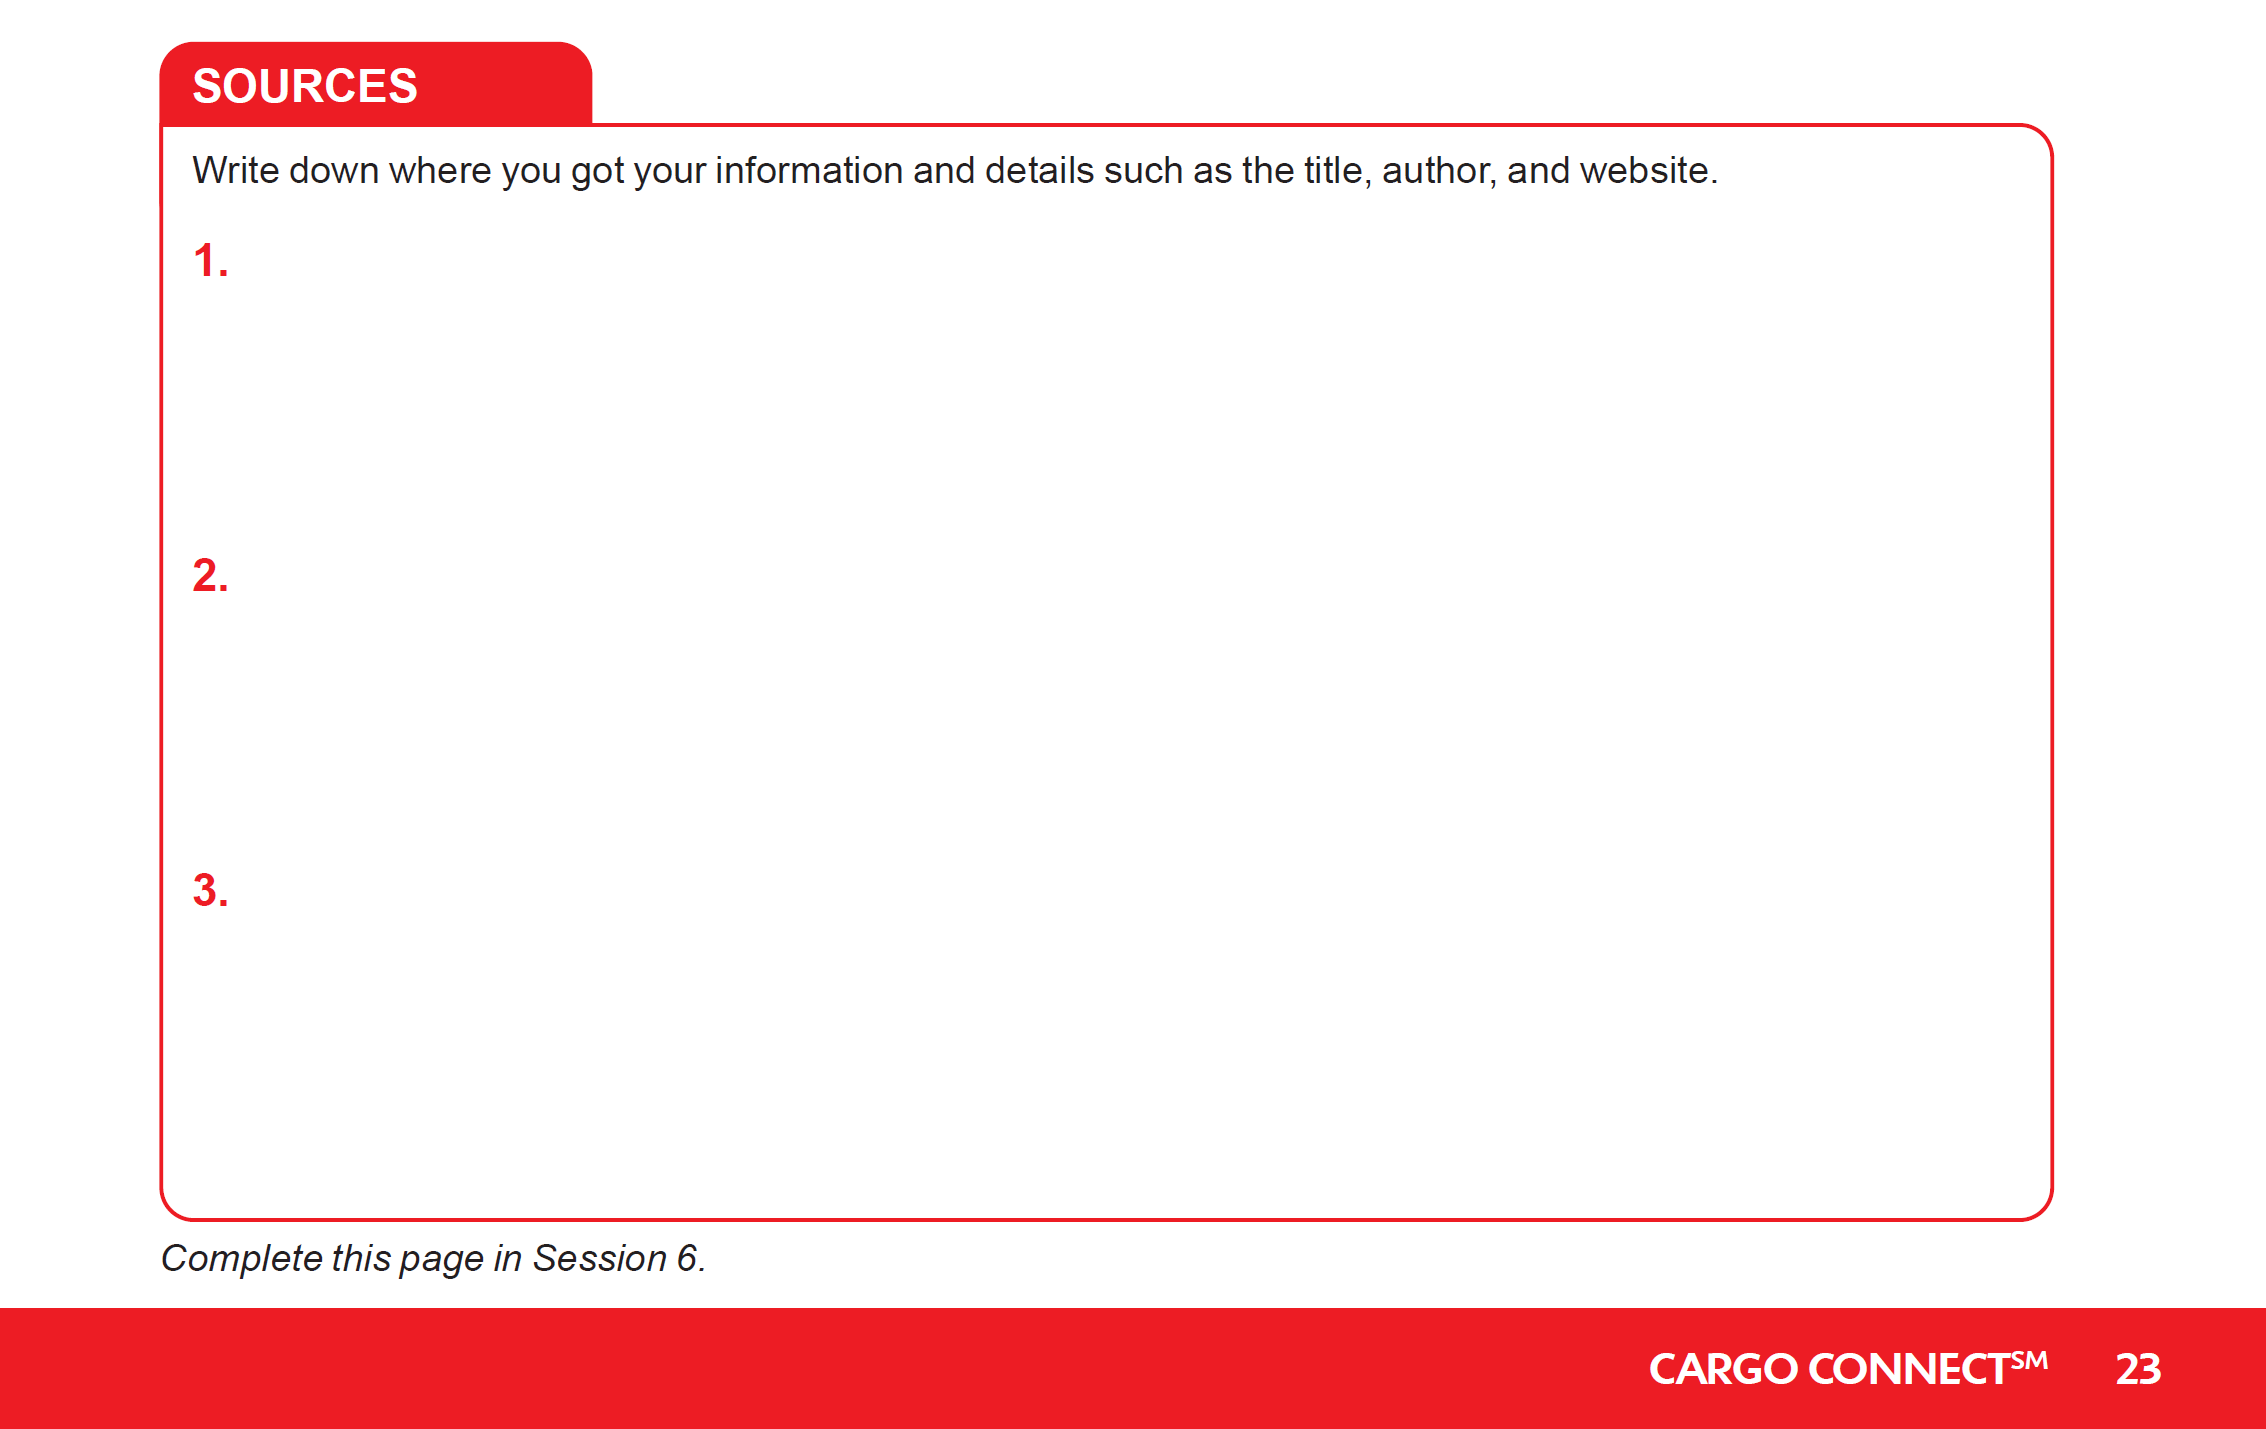 SOURCES
Write down where you got your information and details such as the title, author, and website.
1.
2.
3.
Complete this page in Session 6.
CARGO CONNECT℠ 23